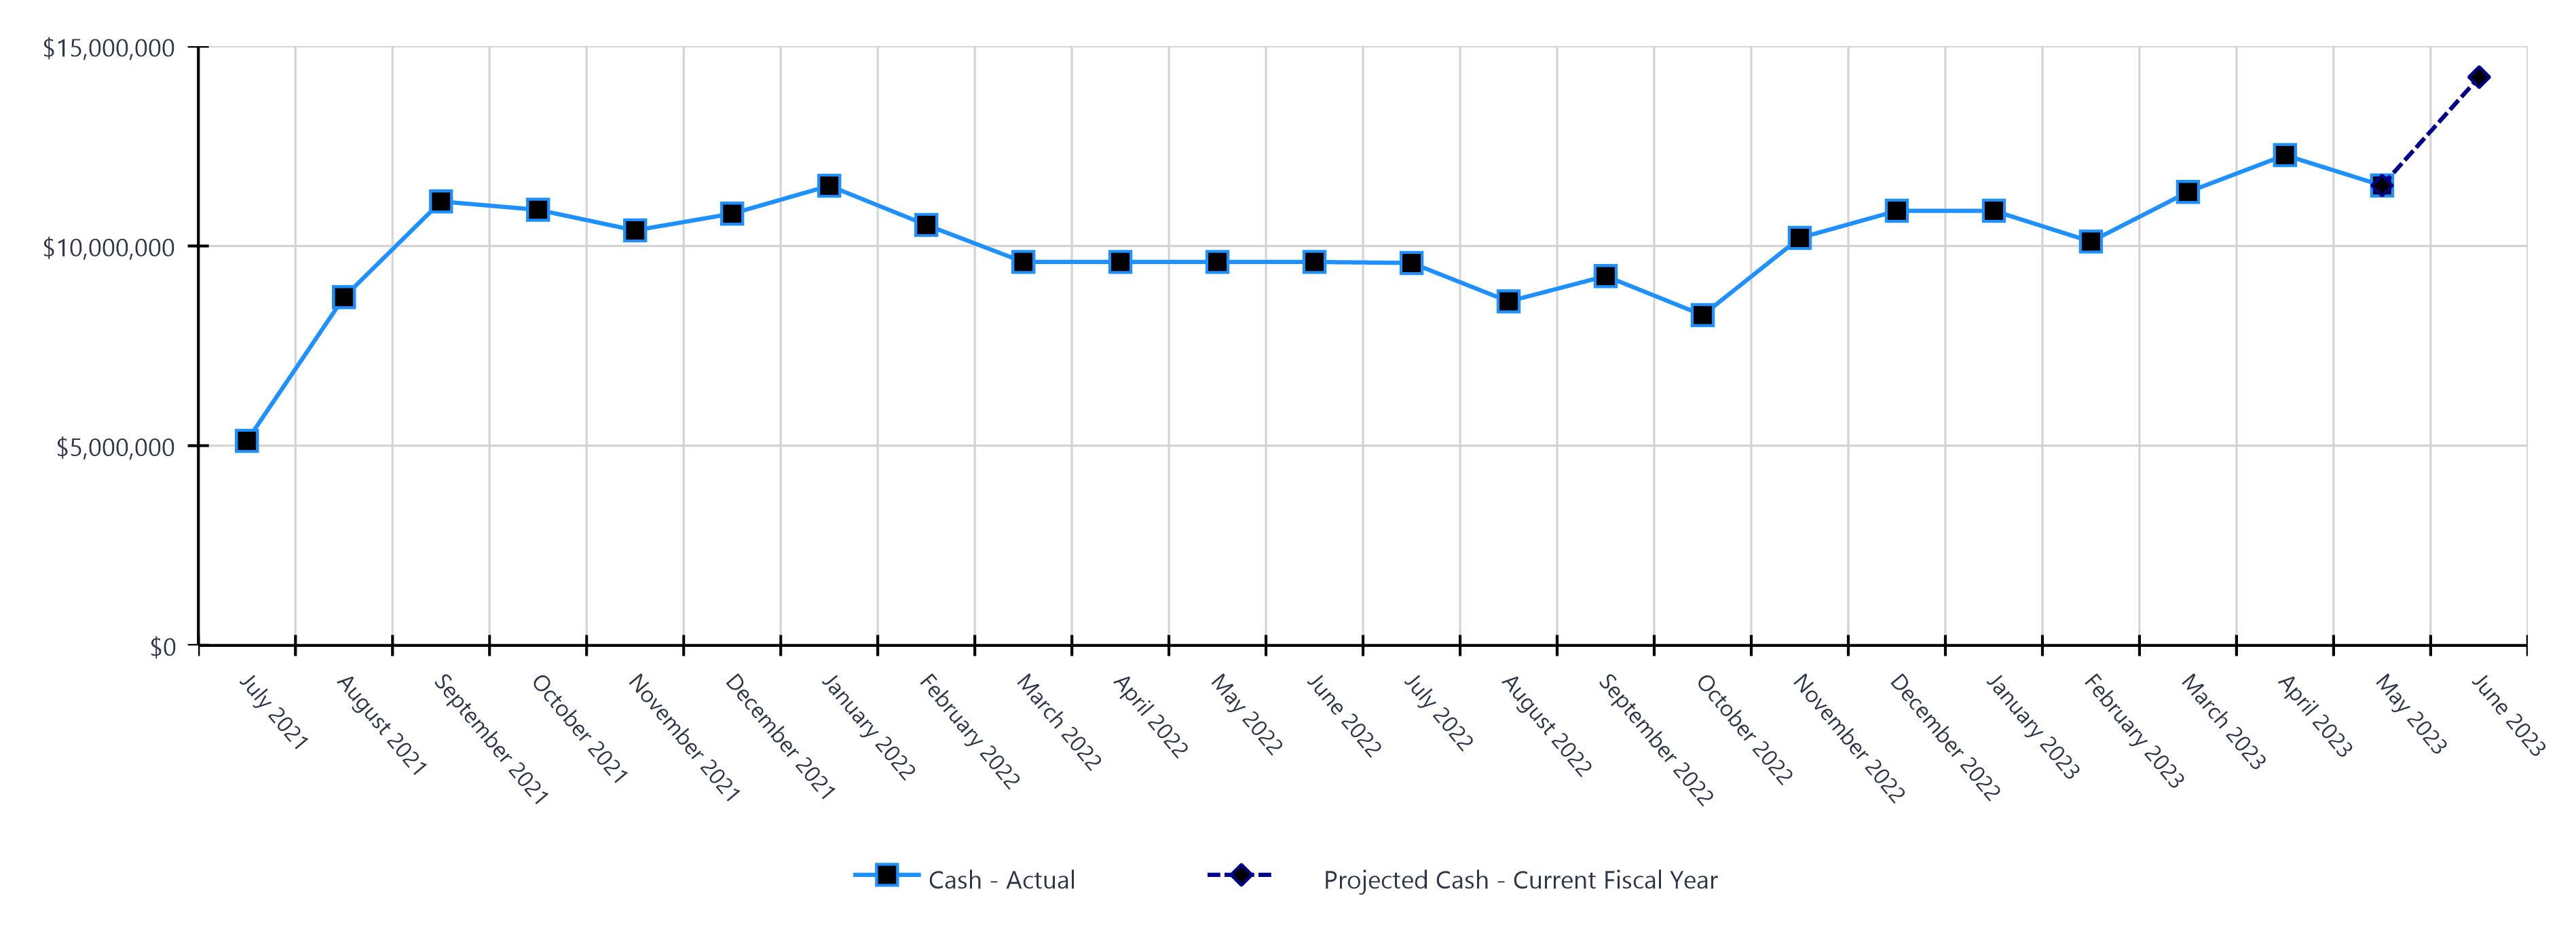 $15,000,000
$10,000,000
$5,000,000
$0
July 2021
August 2021
September 2021
October 2021
November 2021
December 2021
January 2022
February 2022
March 2022
April 2022
May 2022
June 2022
July 2022
August 2022
September 2022
October 2022
November 2022
December 2022
January 2023
February 2023
March 2023
April 2023
May 2023
June 2023
Cash - Actual
Projected Cash - Current Fiscal Year